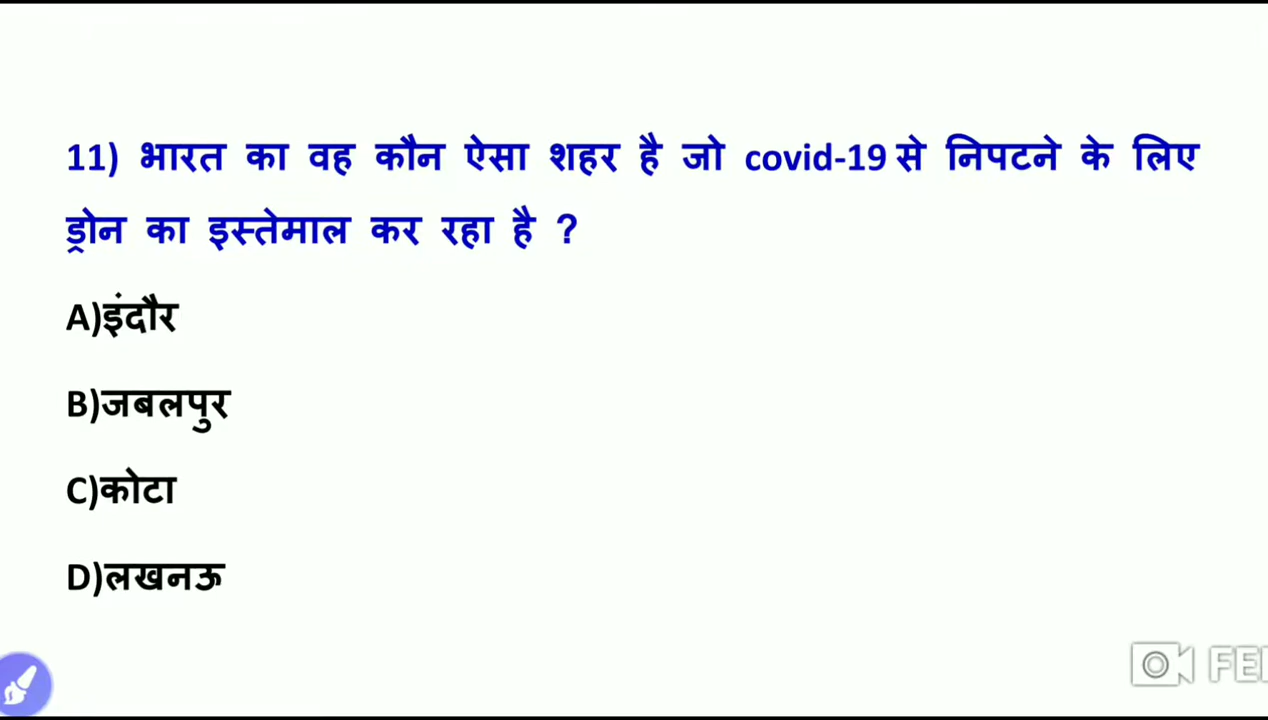 11) भारत का वह कौन ऐसा शहर है जो covid-19 से निपटने के लिए
ड्रोन का इस्तेमाल कर रहा है ?
A)इंदौर
B)जबलपुर
C)कोटा
D)लखनऊ